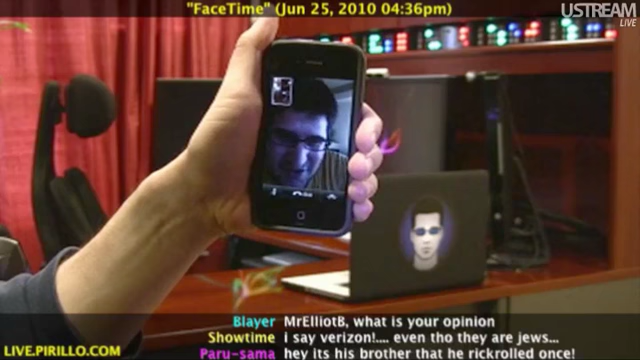 "FaceTime" (Jun 25, 2010 04:36pm)
USTREAM
LIVE
Blayer MrElliotB, what is your opinion
Showtime i say verizon!.... even tho they are jews...
LIVE.PIRILLO.COM Paru-sama hey its his brother that he rickrolled once!